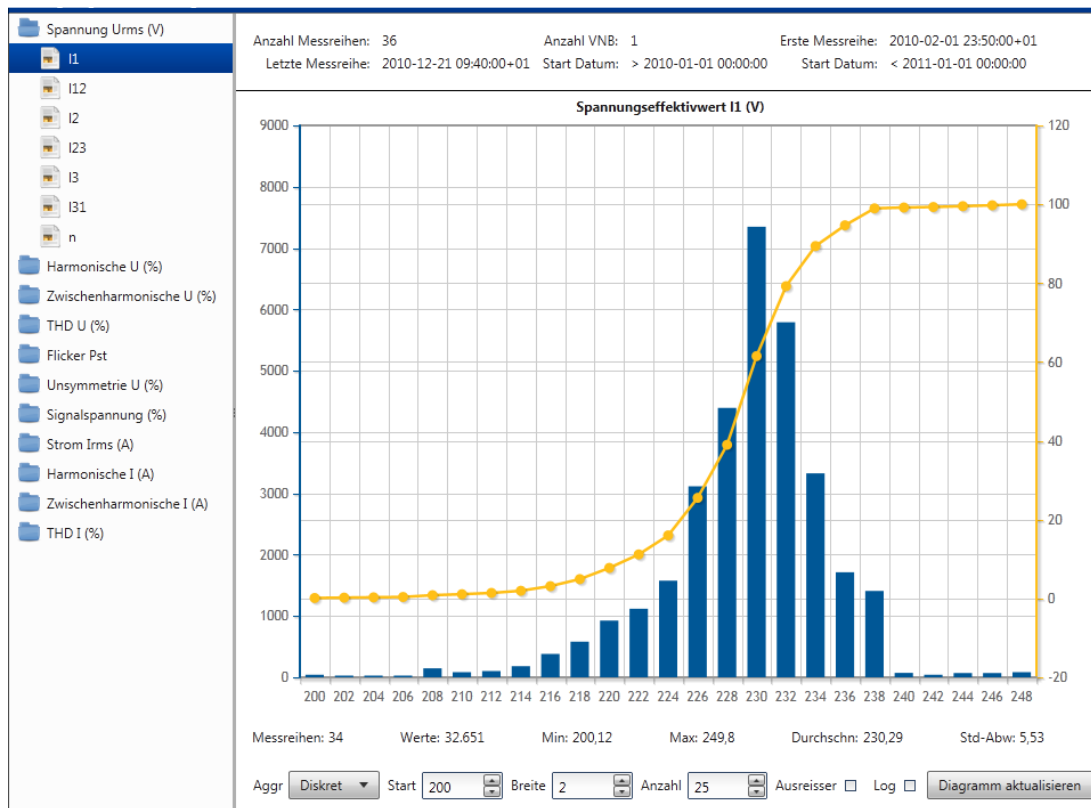 Spannung Urms (V)
l1
l12
l2
l23
l3
l31
n
Harmonische U (%)
Zwischenharmonische U (%)
THD U (%)
Flicker Pst
Unsymmetrie U (%)
Signalspannung (%)
Strom Irms (A)
Harmonische I (A)
Zwischenharmonische I (A)
THD I (%)
Anzahl Messreihen: 36 Anzahl VNB: 1 Erste Messreihe: 2010-02-01 23:50:00+01
Letzte Messreihe: 2010-12-21 09:40:00+01 Start Datum: > 2010-01-01 00:00:00 Start Datum: < 2011-01-01 00:00:00
Spannungseffektivwert l1 (V)
9000
8000
7000
6000
5000
4000
3000
2000
1000
0
120
100
80
60
40
20
0
-20
200 202 204 206 208 210 212 214 216 218 220 222 224 226 228 230 232 234 236 238 240 242 244 246 248
Messreihen: 34 Werte: 32.651 Min: 200,12 Max: 249,8 Durchschn: 230,29 Std-Abw: 5,53
Aggr Diskret Start 200 Breite 2 Anzahl 25 Ausreisser Log Diagramm aktualisieren